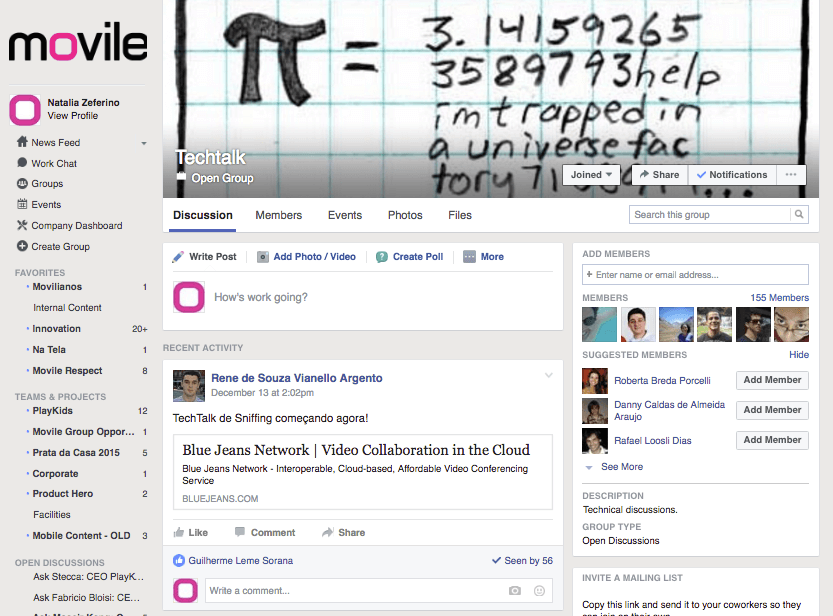 movile
Natalia Zeferino
View Profile
News Feed
Work Chat
Groups
Events
Company Dashboard
Create Group
FAVORITES
Movilianos 1
Internal Content
Innovation 20+
Na Tela 1
Movile Respect 8
TEAMS & PROJECTS
PlayKids 12
Movile Group Oppor... 1
Prata da Casa 2015 5
Corporate 1
Product Hero 2
Facilities
Mobile Content - OLD 3
OPEN DISCUSSIONS
Ask Stecca: CEO PlayK...
Ask Fabricio Bloisi: CE...
π = 3.14159265
3589793help
i'm trapped in
a universe fac
tory
Techtalk
Open Group
Joined
Share
Notifications
...
Discussion Members Events Photos Files
Search this group
Write Post Add Photo / Video Create Poll More
How's work going?
RECENT ACTIVITY
Rene de Souza Vianello Argento
December 13 at 2:02pm
TechTalk de Sniffing começando agora!
Blue Jeans Network | Video Collaboration in the Cloud
Blue Jeans Network - Interoperable, Cloud-based, Affordable Video Conferencing
Service
BLUEJEANS.COM
Like Comment Share
Guilherme Leme Sorana Seen by 56
Write a comment...
ADD MEMBERS
+ Enter name or email address...
MEMBERS 155 Members
SUGGESTED MEMBERS Hide
Roberta Breda Porcelli Add Member
Danny Caldas de Almeida
Araujo Add Member
Rafael Loosli Dias Add Member
See More
DESCRIPTION
Technical discussions.
GROUP TYPE
Open Discussions
INVITE A MAILING LIST
Copy this link and send it to your coworkers so they
can join on their own.